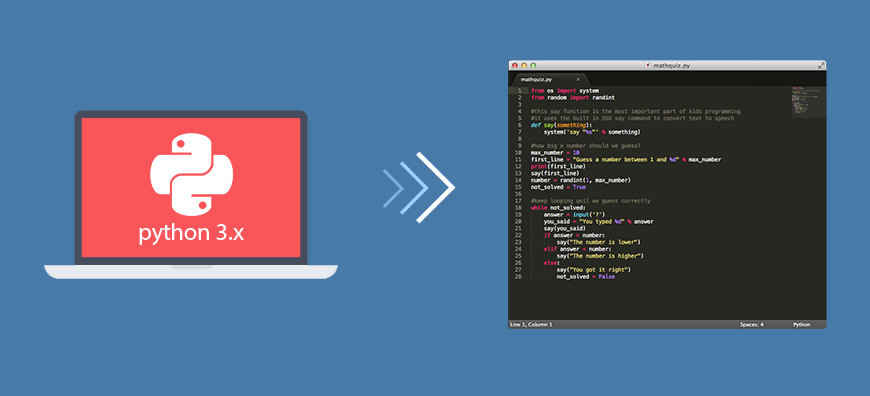 python 3.x
mathquiz.py
mathquiz.py ×
1 from os import system
2 from random import randint
3
4 #this say function is the most important part of kids programming
5 #it uses the built in OSX say command to convert text to speech
6 def say(something):
7     system('say "%s"' % something)
8
9 #how big a number should we guess?
10 max_number = 10
11 first_line = "Guess a number between 1 and %d" % max_number
12 print(first_line)
13 say(first_line)
14 number = randint(1, max_number)
15 not_solved = True
16
17 #keep looping unil we guess correctly
18 while not_solved:
19     answer = input('?')
20     you_said = "You typed %d" % answer
21     say(you_said)
22     if answer > number:
23         say("The number is lower")
24     elif answer < number:
25         say("The number is higher")
26     else:
27         say("You got it right")
28         not_solved = False
Line 1, Column 1 Spaces: 4 Python